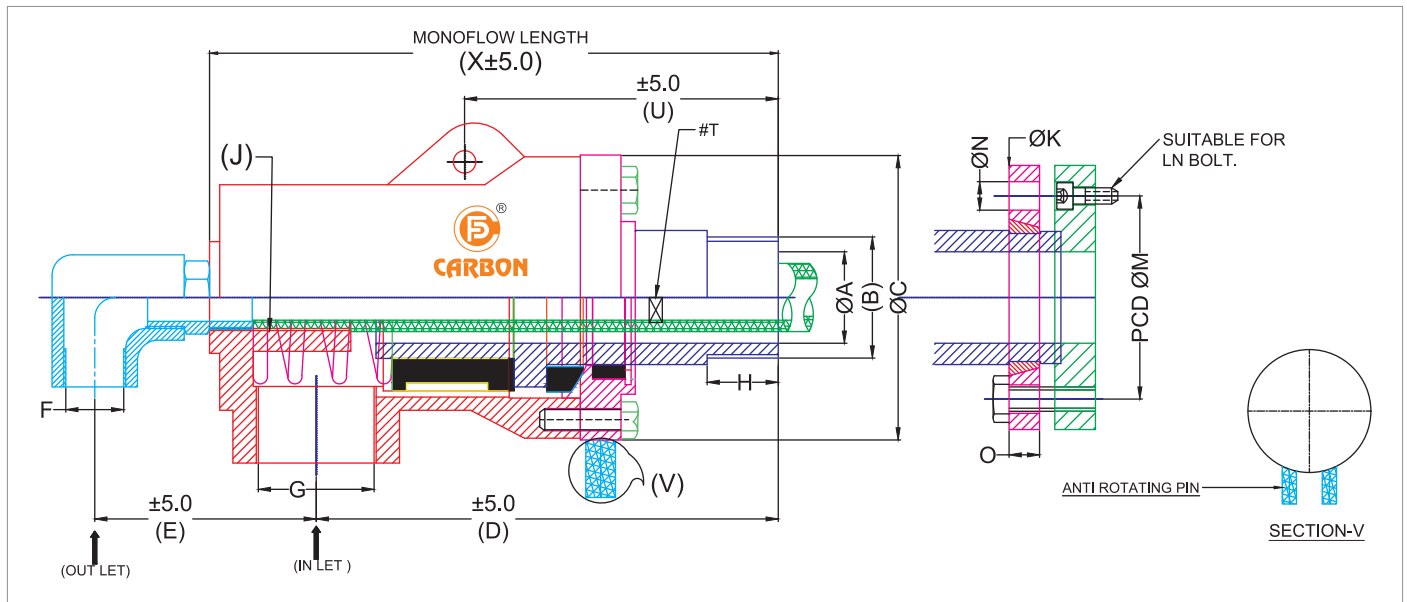 MONOFLOW LENGTH
(X±5.0)
±5.0
(U)
#T
(J)
ØN
ØK
SUITABLE FOR
LN BOLT.
®
CARBON
ØA
(B)
ØC
PCD ØM
H
F
G
O
(V)
±5.0
(E)
±5.0
(D)
(OUT LET)
(IN LET )
ANTI ROTATING PIN
SECTION-V